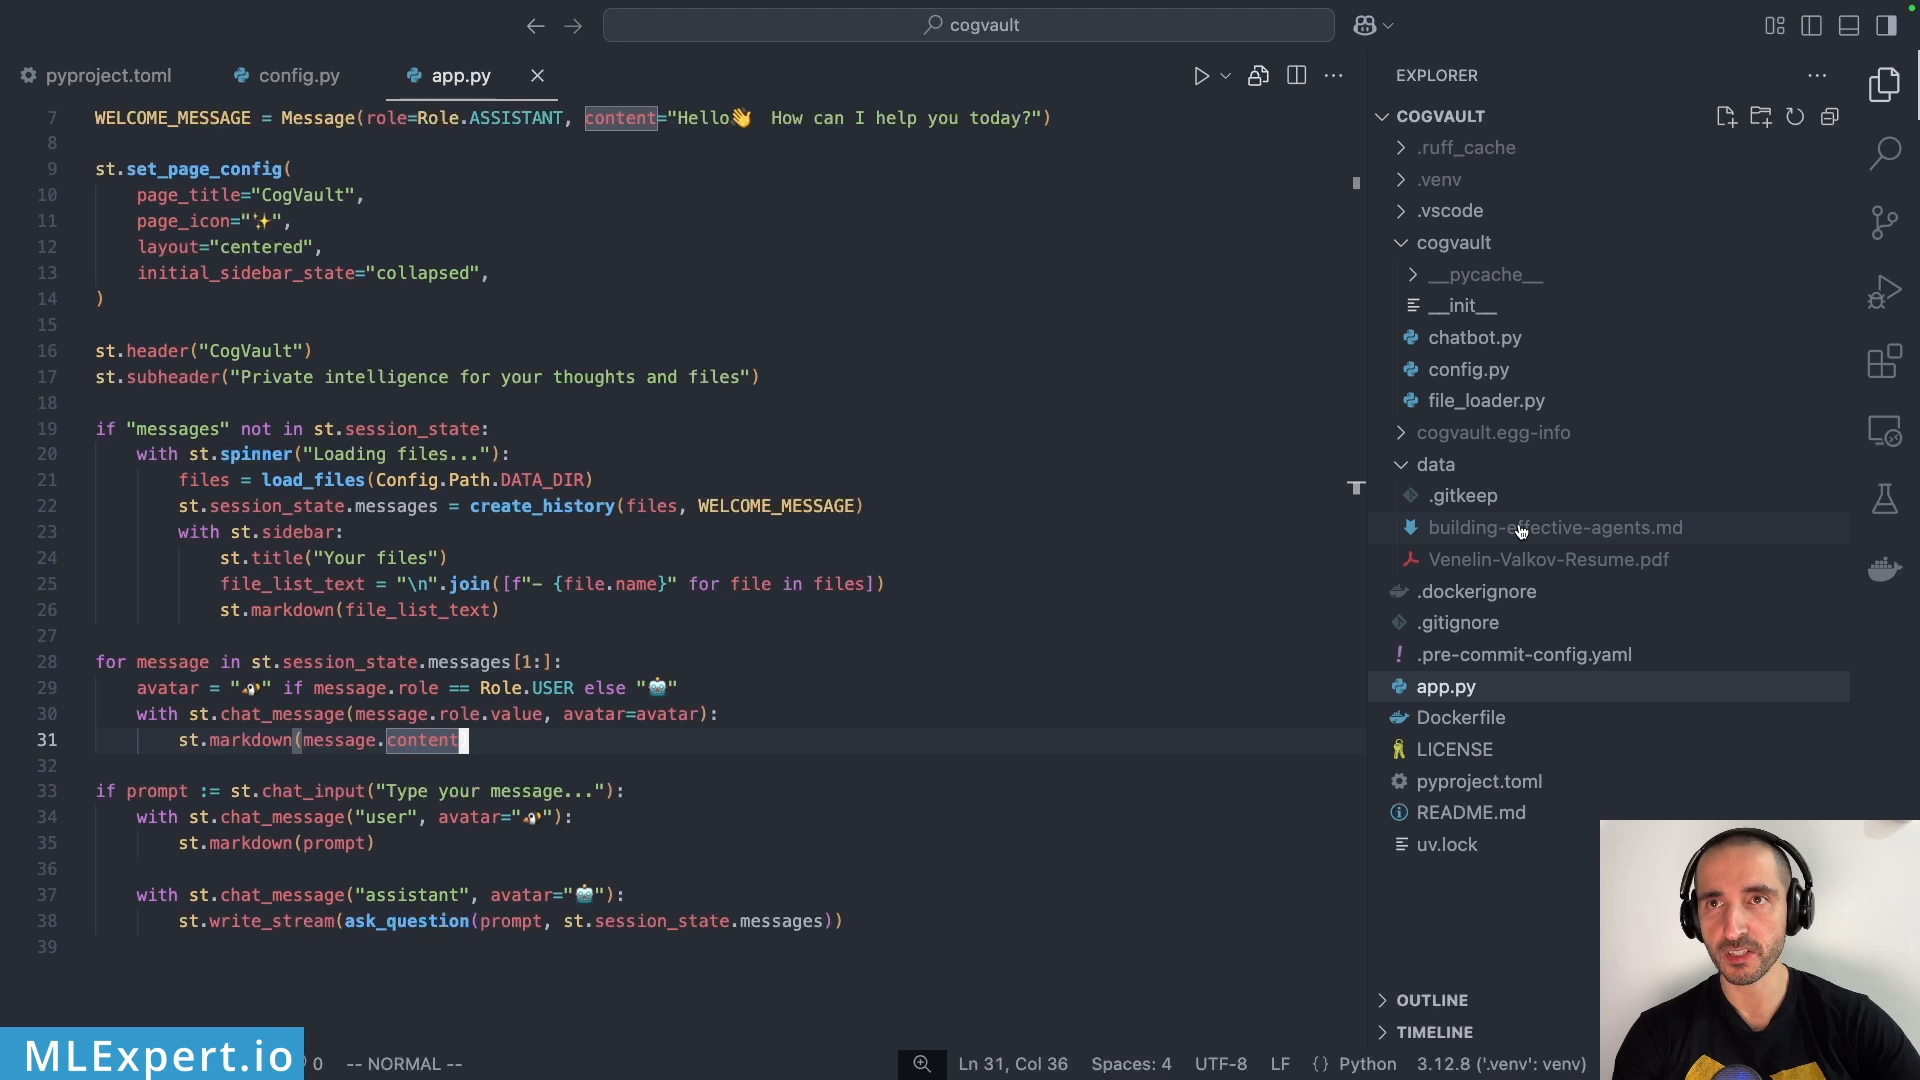 cogvault
pyproject.toml
config.py
app.py
7 WELCOME_MESSAGE = Message(role=Role.ASSISTANT, content="Hello👋  How can I help you today?")
8
9 st.set_page_config(
10     page_title="CogVault",
11     page_icon="✨",
12     layout="centered",
13     initial_sidebar_state="collapsed",
14 )
15
16 st.header("CogVault")
17 st.subheader("Private intelligence for your thoughts and files")
18
19 if "messages" not in st.session_state:
20     with st.spinner("Loading files..."):
21         files = load_files(Config.Path.DATA_DIR)
22         st.session_state.messages = create_history(files, WELCOME_MESSAGE)
23         with st.sidebar:
24             st.title("Your files")
25             file_list_text = "\n".join([f"- {file.name}" for file in files])
26             st.markdown(file_list_text)
27
28 for message in st.session_state.messages[1:]:
29     avatar = "" if message.role == Role.USER else "🤖"
30     with st.chat_message(message.role.value, avatar=avatar):
31         st.markdown(message.content
32
33 if prompt := st.chat_input("Type your message..."):
34     with st.chat_message("user", avatar=""):
35         st.markdown(prompt)
36
37     with st.chat_message("assistant", avatar="🤖"):
38         st.write_stream(ask_question(prompt, st.session_state.messages))
39
EXPLORER
COGVAULT
.ruff_cache
.venv
.vscode
cogvault
__pycache__
__init__
chatbot.py
config.py
file_loader.py
cogvault.egg-info
data
.gitkeep
building-effective-agents.md
Venelin-Valkov-Resume.pdf
.dockerignore
.gitignore
.pre-commit-config.yaml
app.py
Dockerfile
LICENSE
pyproject.toml
README.md
uv.lock
OUTLINE
TIMELINE
MLExpert.io
0 -- NORMAL -- Ln 31, Col 36 Spaces: 4 UTF-8 LF {} Python 3.12.8 ('.venv': venv)